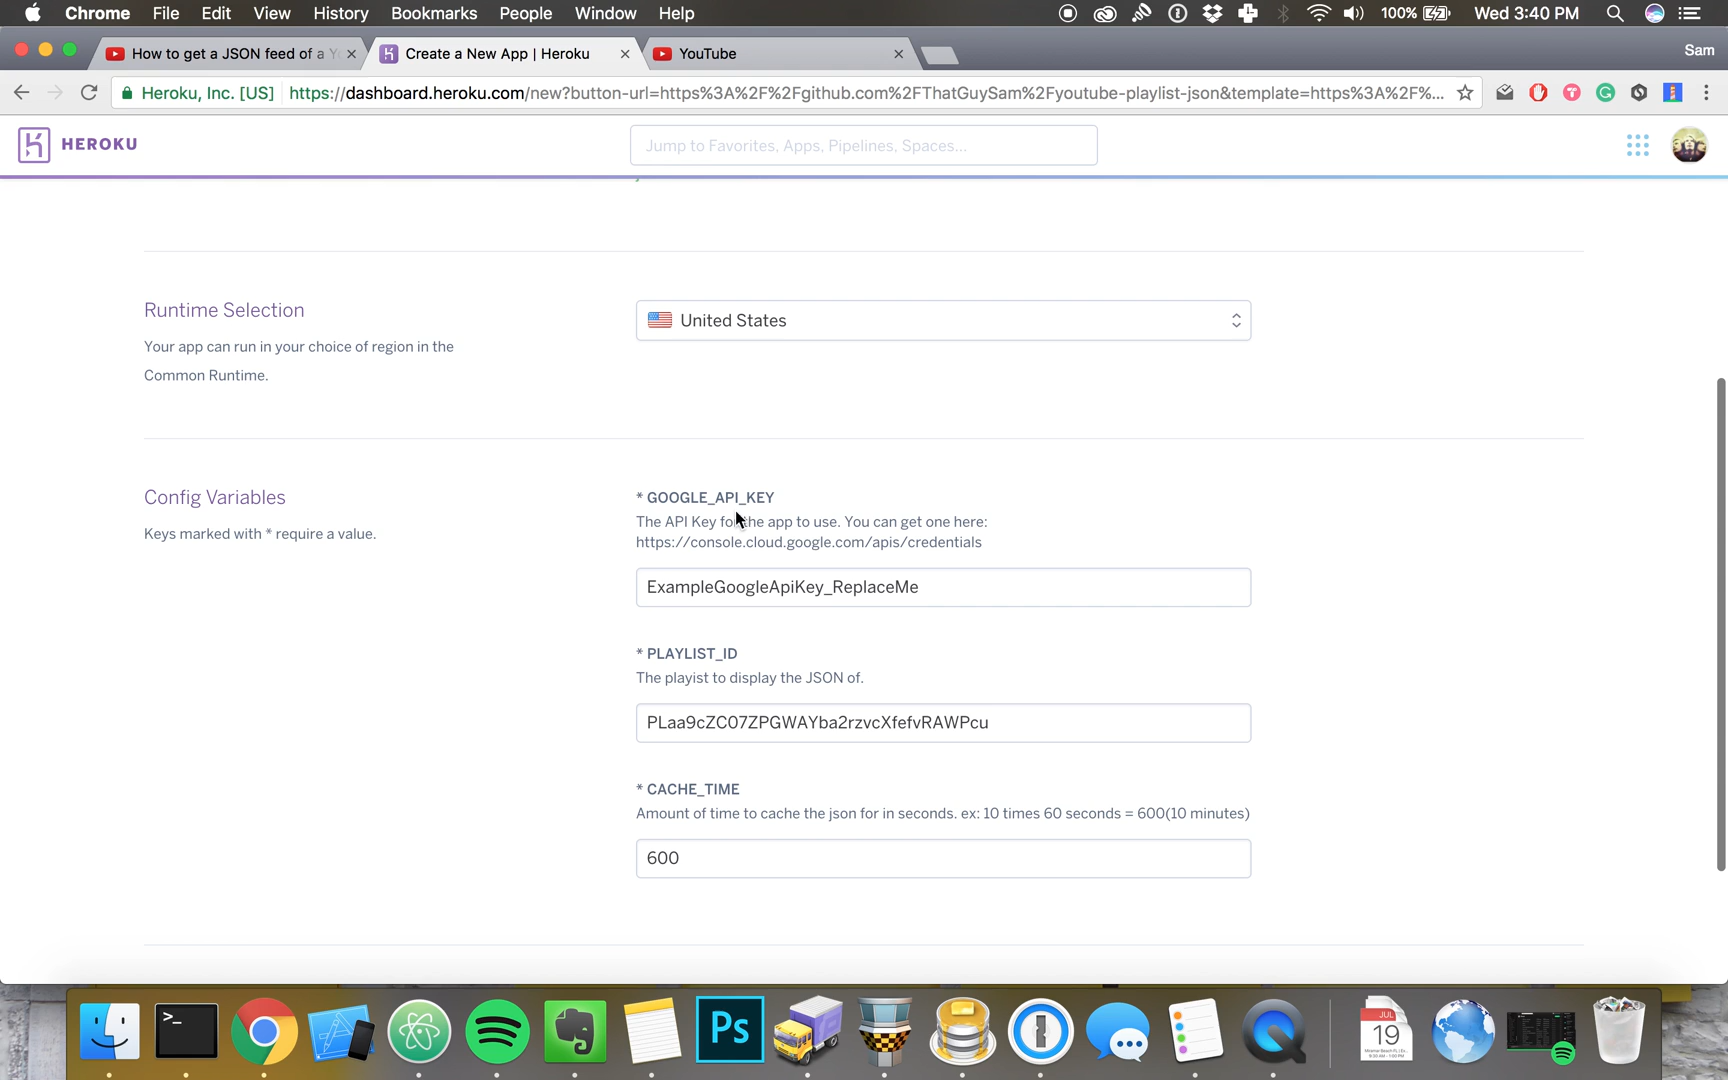 Chrome File Edit View History Bookmarks People Window Help 100% Wed 3:40 PM
How to get a JSON feed of a Y
Create a New App | Heroku
YouTube
Sam
Heroku, Inc. [US] https://dashboard.heroku.com/new?button-url=https%3A%2F%2Fgithub.com%2FThatGuySam%2Fyoutube-playlist-json&template=https%3A%2F%...
HEROKU
Jump to Favorites, Apps, Pipelines, Spaces...
Runtime Selection
Your app can run in your choice of region in the
Common Runtime.
United States
Config Variables
Keys marked with * require a value.
* GOOGLE_API_KEY
The API Key for the app to use. You can get one here:
https://console.cloud.google.com/apis/credentials
ExampleGoogleApiKey_ReplaceMe
* PLAYLIST_ID
The playist to display the JSON of.
PLaa9cZC07ZPGWAYba2rzvcXfefvRAWPcu
* CACHE_TIME
Amount of time to cache the json for in seconds. ex: 10 times 60 seconds = 600(10 minutes)
600
>_
Ps
JUL
19